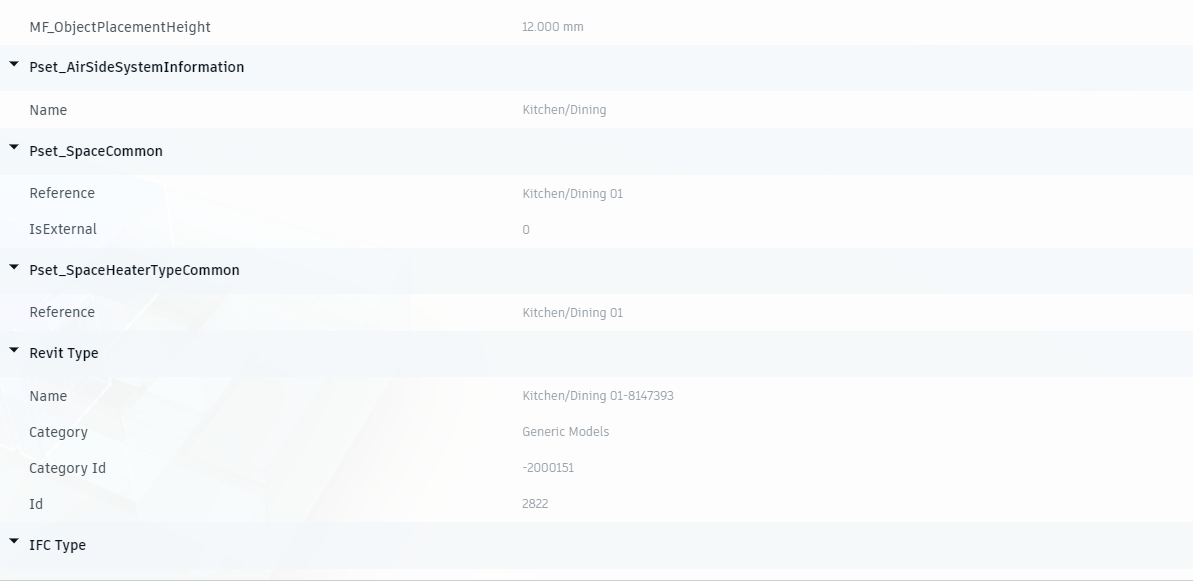 MF_ObjectPlacementHeight 12.000 mm
Pset_AirSideSystemInformation
Name Kitchen/Dining
Pset_SpaceCommon
Reference Kitchen/Dining 01
IsExternal 0
Pset_SpaceHeaterTypeCommon
Reference Kitchen/Dining 01
Revit Type
Name Kitchen/Dining 01-8147393
Category Generic Models
Category Id -2000151
Id 2822
IFC Type